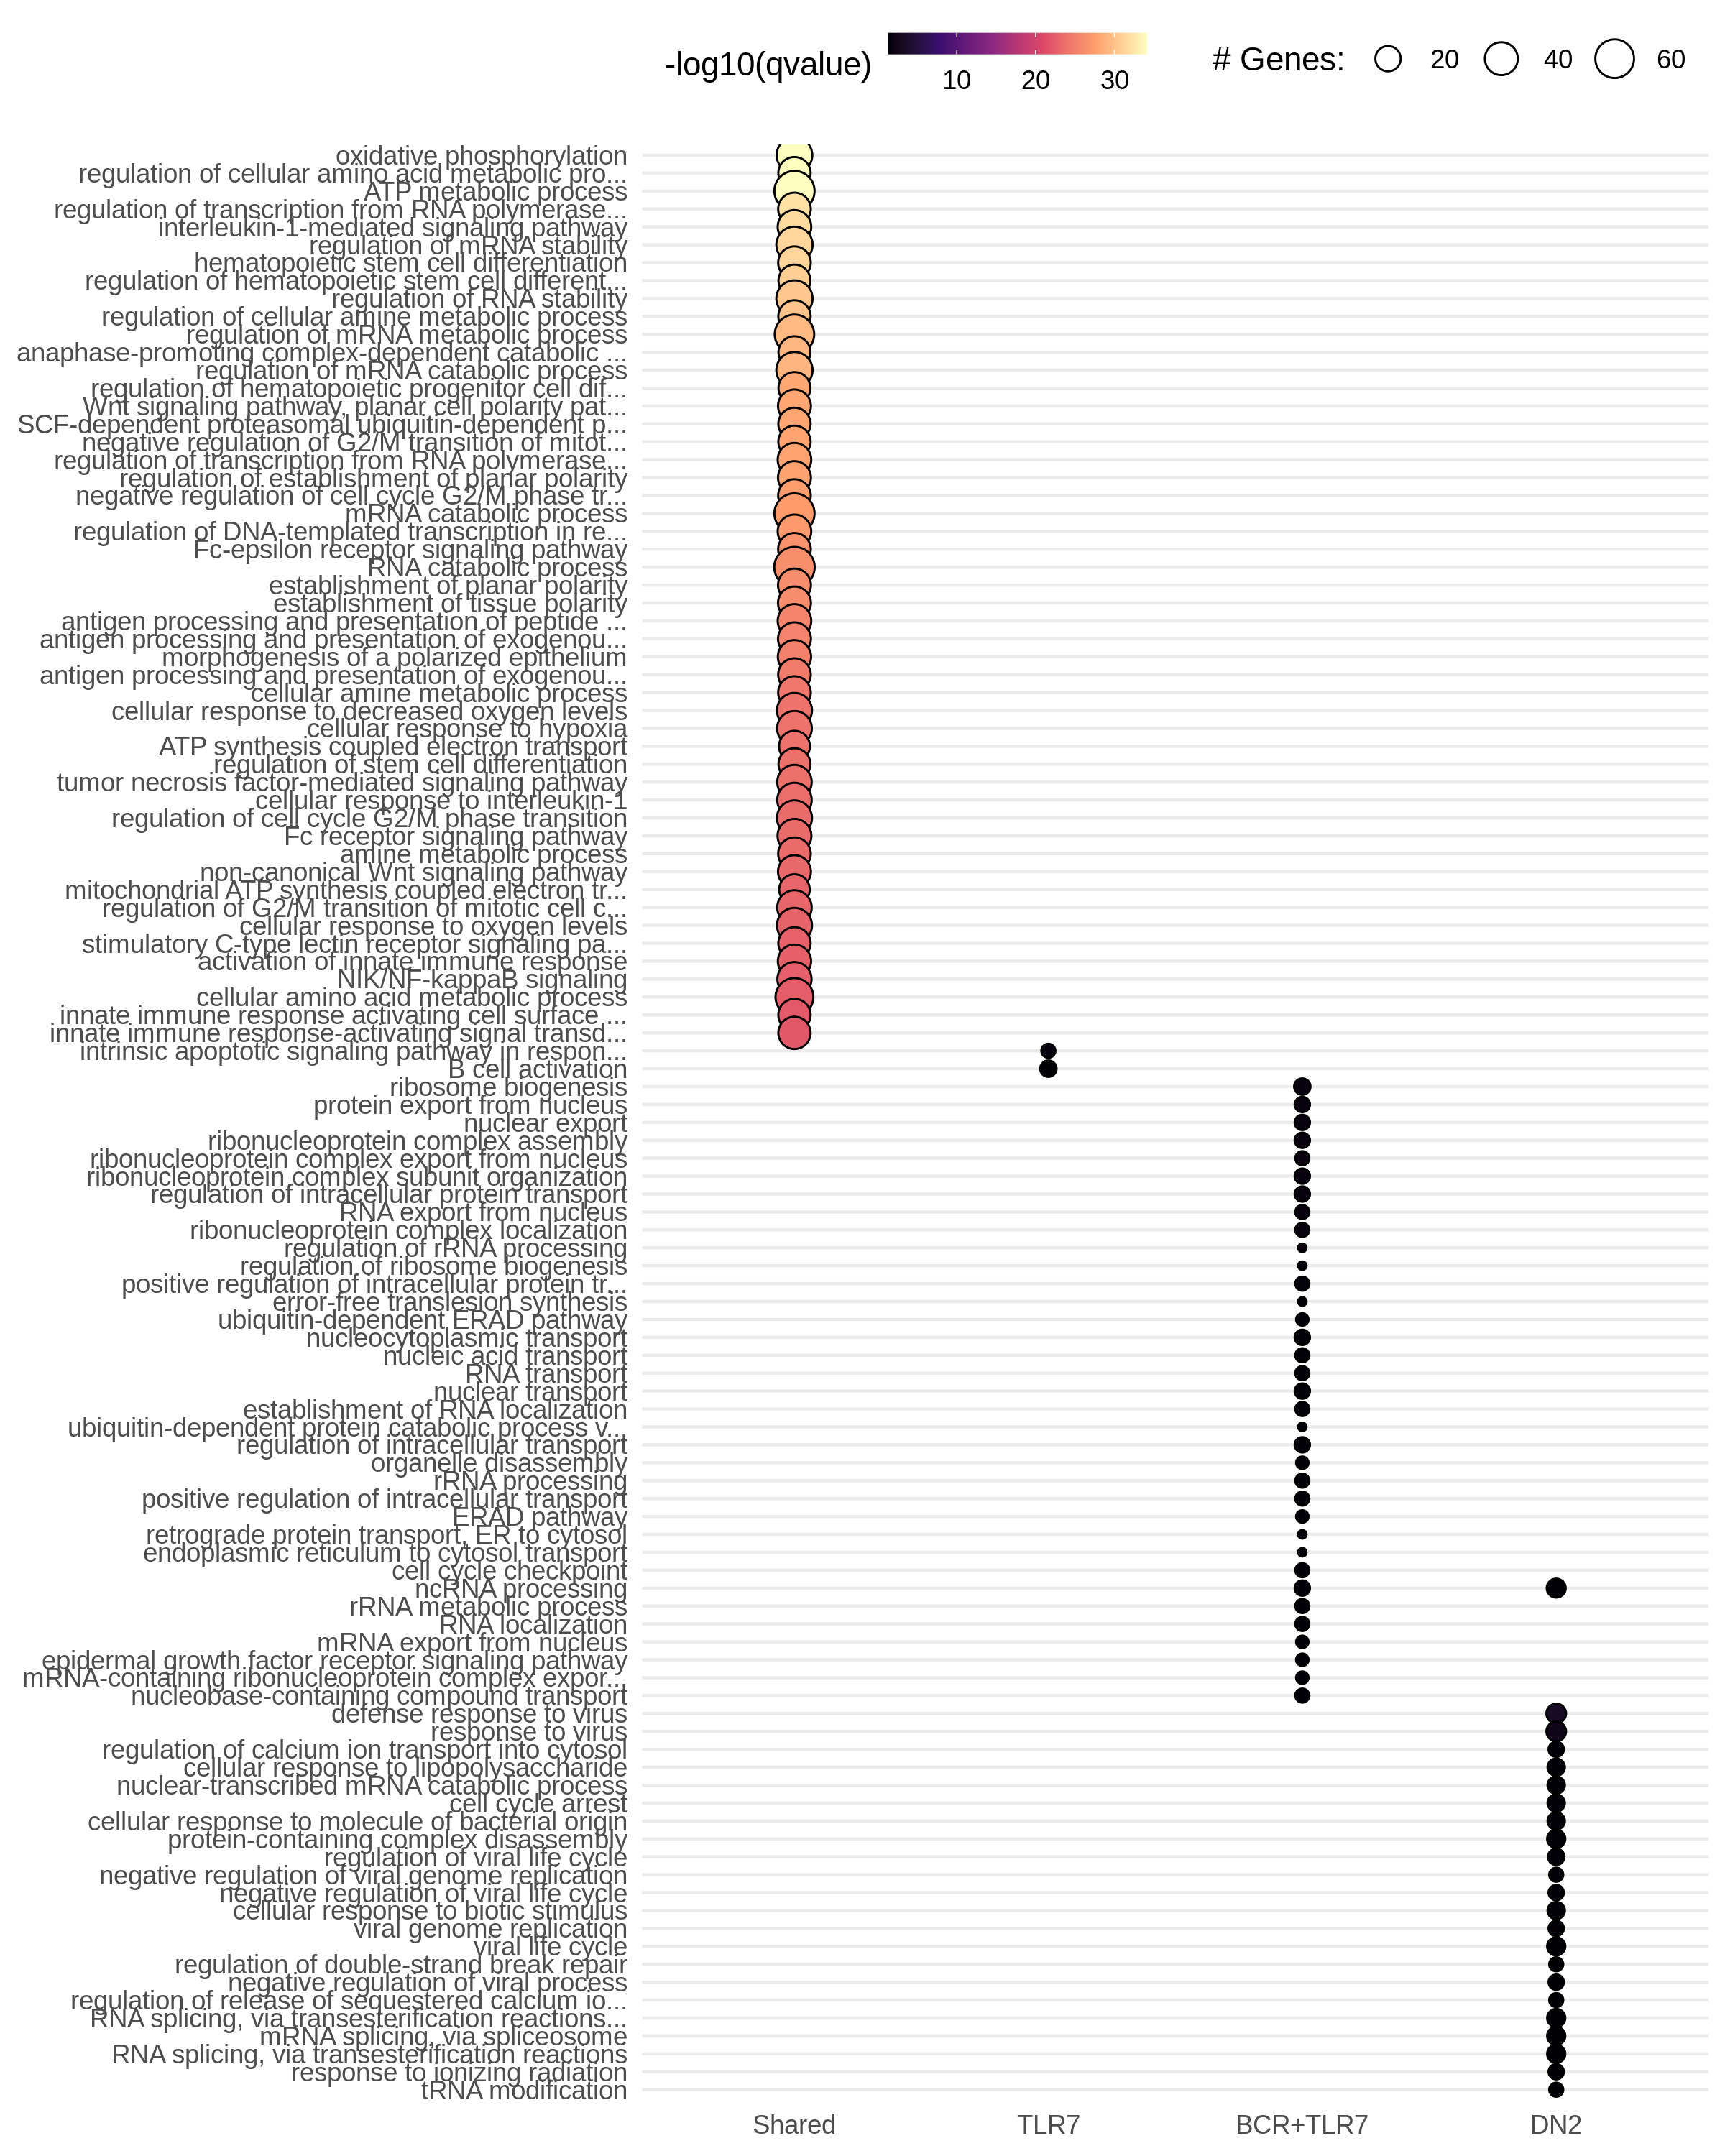 -log10(qvalue)
10 20 30
# Genes: 20 40 60
oxidative phosphorylation
regulation of cellular amino acid metabolic pro...
ATP metabolic process
regulation of transcription from RNA polymerase...
interleukin-1-mediated signaling pathway
regulation of mRNA stability
hematopoietic stem cell differentiation
regulation of hematopoietic stem cell different...
regulation of RNA stability
regulation of cellular amine metabolic process
regulation of mRNA metabolic process
anaphase-promoting complex-dependent catabolic ...
regulation of mRNA catabolic process
regulation of hematopoietic progenitor cell dif...
Wnt signaling pathway, planar cell polarity pat...
SCF-dependent proteasomal ubiquitin-dependent p...
negative regulation of G2/M transition of mitot...
regulation of transcription from RNA polymerase...
regulation of establishment of planar polarity
negative regulation of cell cycle G2/M phase tr...
mRNA catabolic process
regulation of DNA-templated transcription in re...
Fc-epsilon receptor signaling pathway
RNA catabolic process
establishment of planar polarity
establishment of tissue polarity
antigen processing and presentation of peptide ...
antigen processing and presentation of exogenou...
morphogenesis of a polarized epithelium
antigen processing and presentation of exogenou...
cellular amine metabolic process
cellular response to decreased oxygen levels
cellular response to hypoxia
ATP synthesis coupled electron transport
regulation of stem cell differentiation
tumor necrosis factor-mediated signaling pathway
cellular response to interleukin-1
regulation of cell cycle G2/M phase transition
Fc receptor signaling pathway
amine metabolic process
non-canonical Wnt signaling pathway
mitochondrial ATP synthesis coupled electron tr...
regulation of G2/M transition of mitotic cell c...
cellular response to oxygen levels
stimulatory C-type lectin receptor signaling pa...
activation of innate immune response
NIK/NF-kappaB signaling
cellular amino acid metabolic process
innate immune response activating cell surface ...
innate immune response-activating signal transd...
intrinsic apoptotic signaling pathway in respon...
B cell activation
ribosome biogenesis
protein export from nucleus
nuclear export
ribonucleoprotein complex assembly
ribonucleoprotein complex export from nucleus
ribonucleoprotein complex subunit organization
regulation of intracellular protein transport
RNA export from nucleus
ribonucleoprotein complex localization
regulation of rRNA processing
regulation of ribosome biogenesis
positive regulation of intracellular protein tr...
error-free translesion synthesis
ubiquitin-dependent ERAD pathway
nucleocytoplasmic transport
nucleic acid transport
RNA transport
nuclear transport
establishment of RNA localization
ubiquitin-dependent protein catabolic process v...
regulation of intracellular transport
organelle disassembly
rRNA processing
positive regulation of intracellular transport
ERAD pathway
retrograde protein transport, ER to cytosol
endoplasmic reticulum to cytosol transport
cell cycle checkpoint
ncRNA processing
rRNA metabolic process
RNA localization
mRNA export from nucleus
epidermal growth factor receptor signaling pathway
mRNA-containing ribonucleoprotein complex expor...
nucleobase-containing compound transport
defense response to virus
response to virus
regulation of calcium ion transport into cytosol
cellular response to lipopolysaccharide
nuclear-transcribed mRNA catabolic process
cell cycle arrest
cellular response to molecule of bacterial origin
protein-containing complex disassembly
regulation of viral life cycle
negative regulation of viral genome replication
negative regulation of viral life cycle
cellular response to biotic stimulus
viral genome replication
viral life cycle
regulation of double-strand break repair
negative regulation of viral process
regulation of release of sequestered calcium io...
RNA splicing, via transesterification reactions...
mRNA splicing, via spliceosome
RNA splicing, via transesterification reactions
response to ionizing radiation
tRNA modification
Shared TLR7 BCR+TLR7 DN2